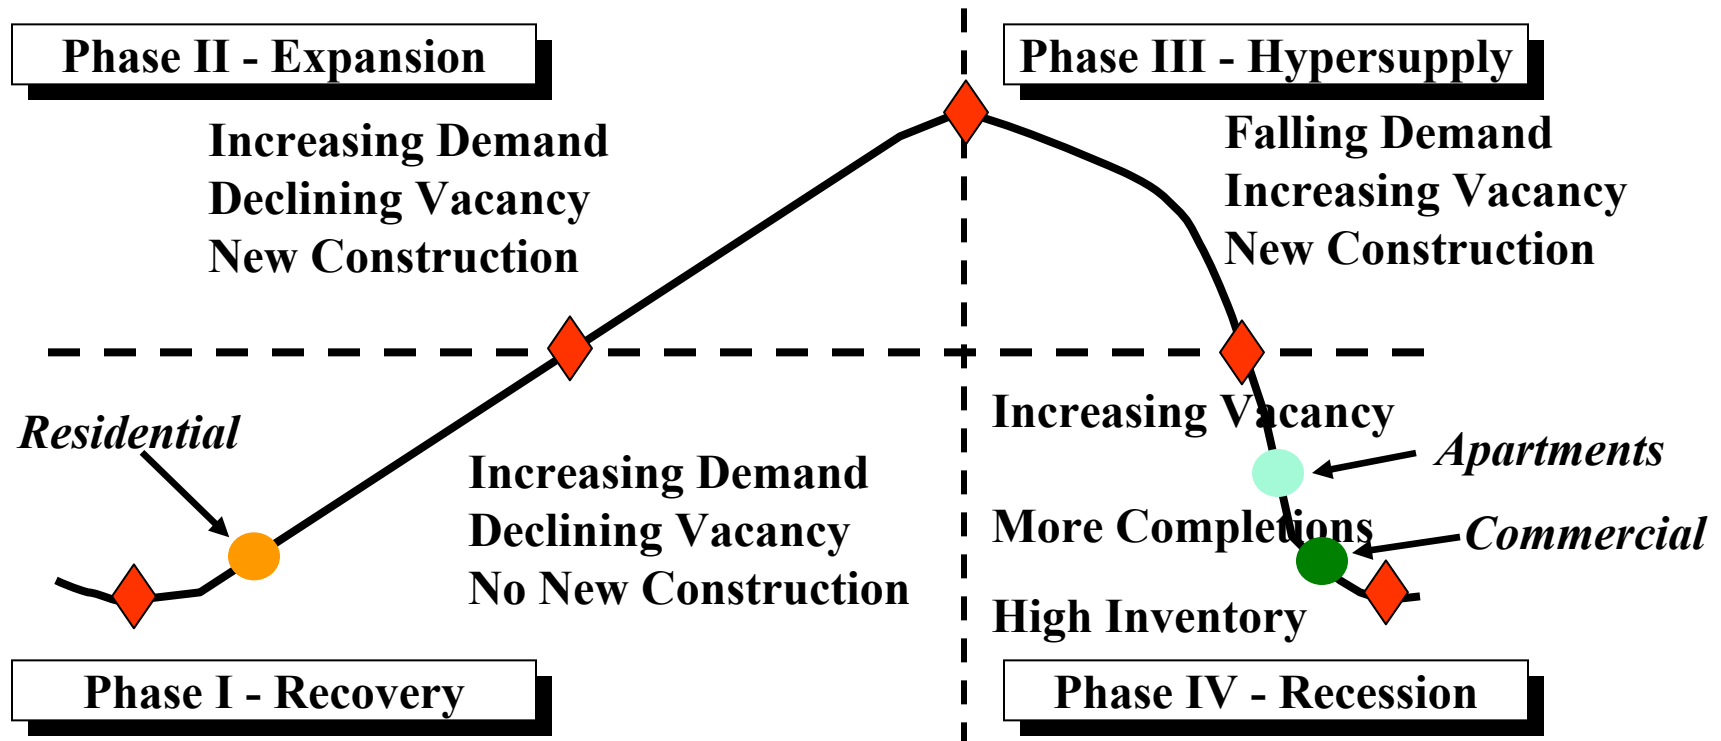 Phase II - Expansion
Phase III - Hypersupply
Increasing Demand
Declining Vacancy
New Construction
Falling Demand
Increasing Vacancy
New Construction
Residential
Increasing Demand
Declining Vacancy
No New Construction
Increasing Vacancy
Apartments
More Completions
Commercial
High Inventory
Phase I - Recovery
Phase IV - Recession